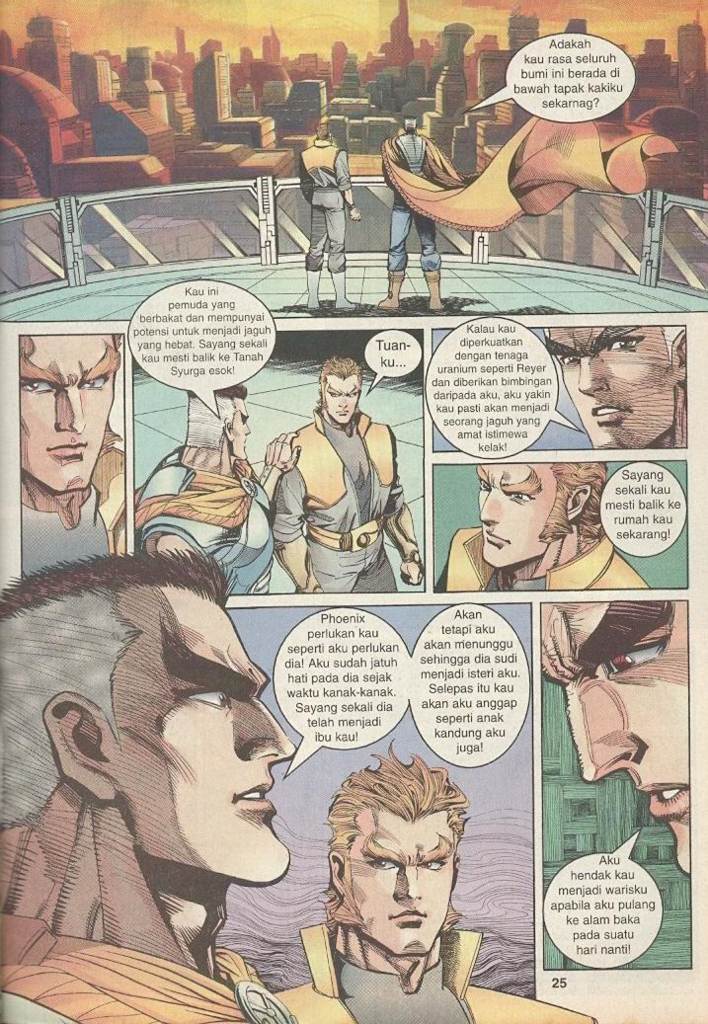 Adakah
kau rasa seluruh
bumi ini berada di
bawah tapak kakiku
sekarnag?
Kau ini
pemuda yang
berbakat dan mempunyai
potensi untuk menjadi jaguh
yang hebat. Sayang sekali
kau mesti balik ke Tanah
Syurga esok!
Tuan-
ku...
Kalau kau
diperkuatkan
dengan tenaga
uranium seperti Reyer
dan diberikan bimbingan
daripada aku, aku yakin
kau pasti akan menjadi
seorang jaguh yang
amat istimewa
kelak!
Sayang
sekali kau
mesti balik ke
rumah kau
sekarang!
Phoenix
perlukan kau
seperti aku perlukan
dia! Aku sudah jatuh
hati pada dia sejak
waktu kanak-kanak.
Sayang sekali dia
telah menjadi
ibu kau!
Akan
tetapi aku
akan menunggu
sehingga dia sudi
menjadi isteri aku.
Selepas itu kau
akan aku anggap
seperti anak
kandung aku
juga!
Aku
hendak kau
menjadi warisku
apabila aku pulang
ke alam baka
pada suatu
hari nanti!
25